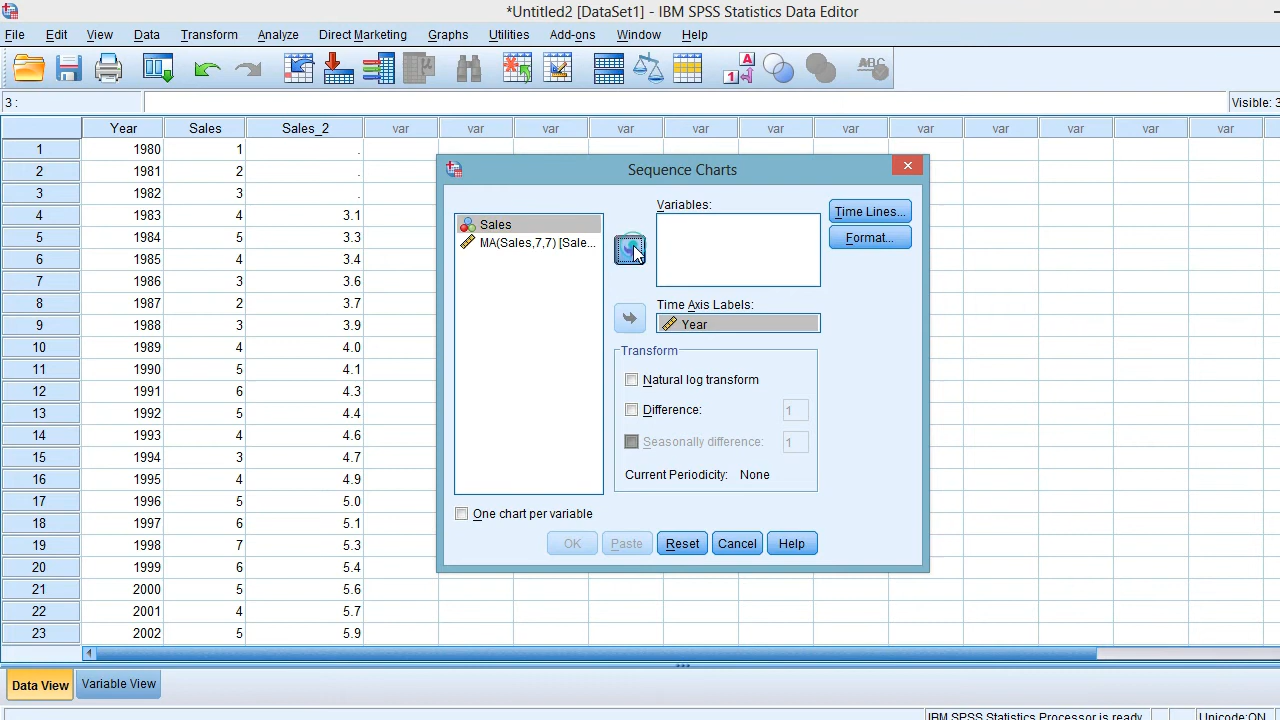 *Untitled2 [DataSet1] - IBM SPSS Statistics Data Editor
File Edit View Data Transform Analyze Direct Marketing Graphs Utilities Add-ons Window Help
3 : Visible: 3
Year Sales Sales_2 var var var var var var var var var var var var
1 1980 1 .
2 1981 2 .
3 1982 3 .
4 1983 4 3.1
5 1984 5 3.3
6 1985 4 3.4
7 1986 3 3.6
8 1987 2 3.7
9 1988 3 3.9
10 1989 4 4.0
11 1990 5 4.1
12 1991 6 4.3
13 1992 5 4.4
14 1993 4 4.6
15 1994 3 4.7
16 1995 4 4.9
17 1996 5 5.0
18 1997 6 5.1
19 1998 7 5.3
20 1999 6 5.4
21 2000 5 5.6
22 2001 4 5.7
23 2002 5 5.9
Sequence Charts
Sales
MA(Sales,7,7) [Sale...
Variables:
Time Lines...
Format...
Time Axis Labels:
Year
Transform
Natural log transform
Difference: 1
Seasonally difference: 1
Current Periodicity: None
One chart per variable
OK Paste Reset Cancel Help
Data View Variable View
IBM SPSS Statistics Processor is ready Unicode:ON